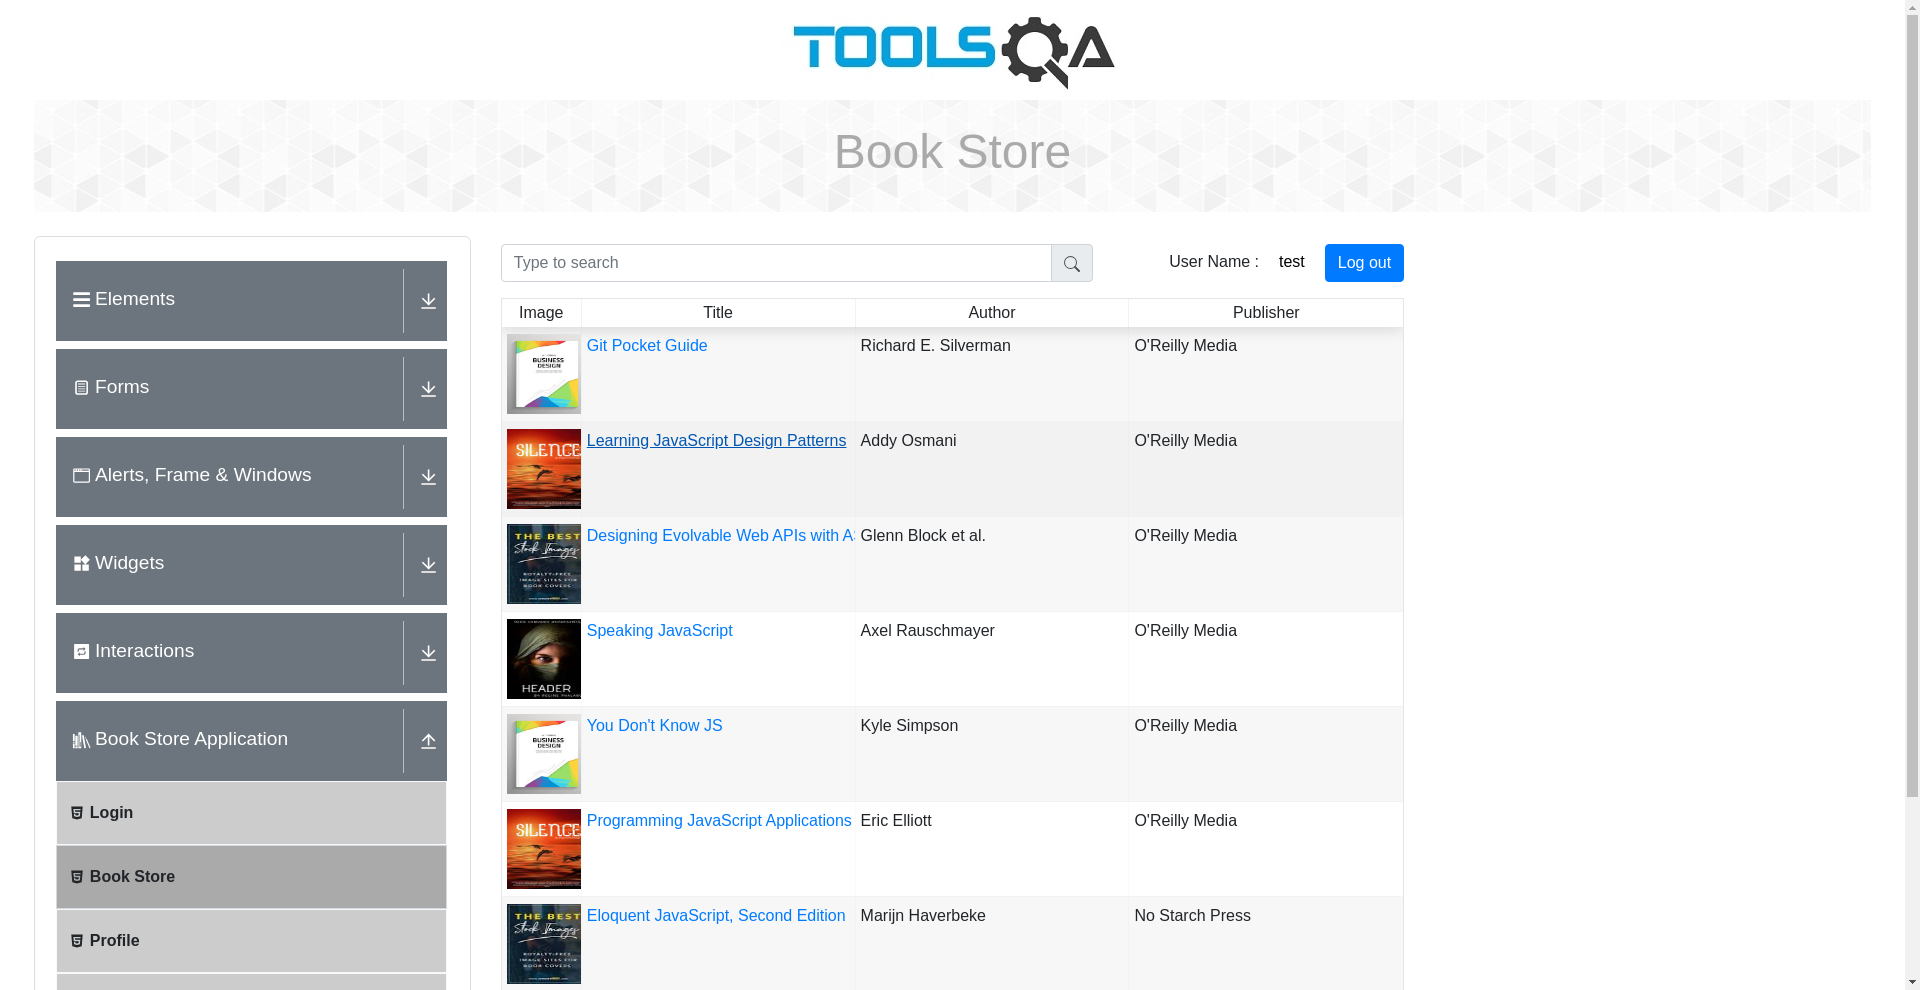 TOOLSQA
Book Store
Elements
Forms
Alerts, Frame & Windows
Widgets
Interactions
Book Store Application
Login
Book Store
Profile
Type to search
User Name :
test
Log out
Image Title Author Publisher
BUSINESS
DESIGN
Git Pocket Guide Richard E. Silverman O'Reilly Media
SILENCE
Learning JavaScript Design Patterns Addy Osmani O'Reilly Media
THE BEST
Stock Images
ROYALTY-FREE
IMAGE SITES FOR
BOOK COVERS
Designing Evolvable Web APIs with Glenn Block et al. O'Reilly Media
HEADER
Speaking JavaScript Axel Rauschmayer O'Reilly Media
BUSINESS
DESIGN
You Don't Know JS Kyle Simpson O'Reilly Media
SILENCE
Programming JavaScript Applications Eric Elliott O'Reilly Media
THE BEST
Stock Images
ROYALTY-FREE
IMAGE SITES FOR
BOOK COVERS
Eloquent JavaScript, Second Edition Marijn Haverbeke No Starch Press